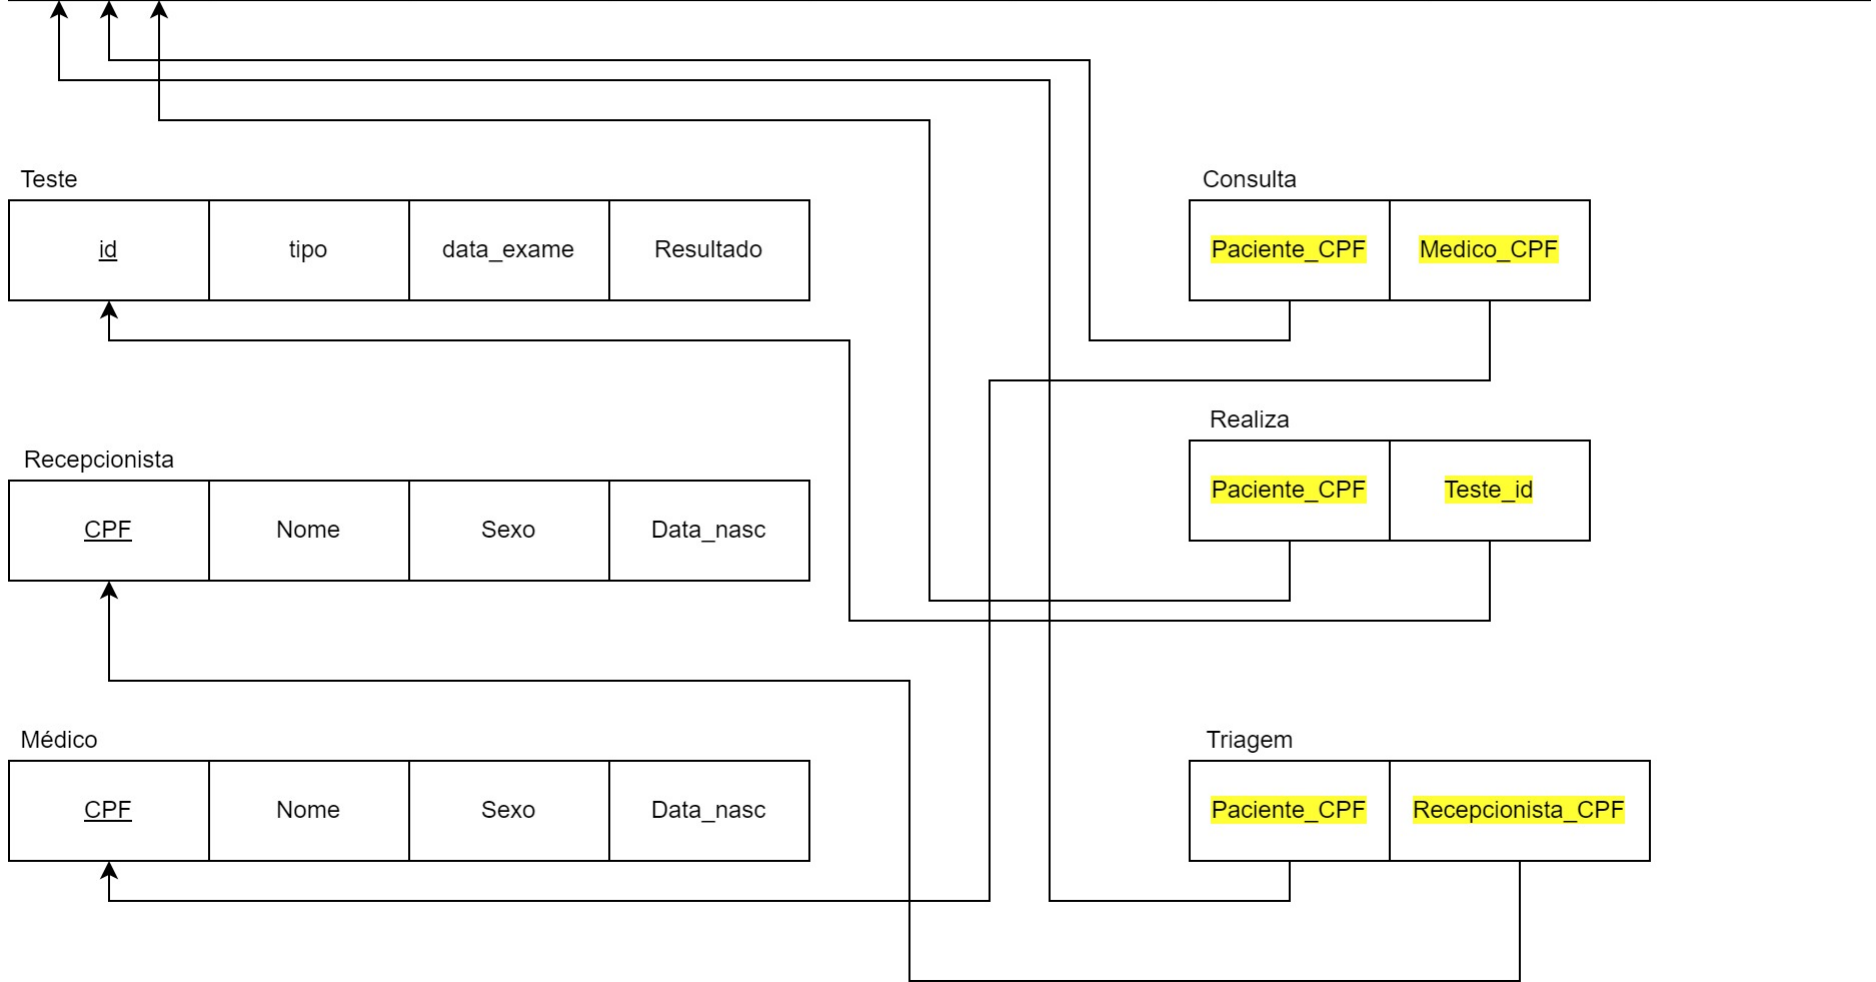 Teste
id tipo data_exame Resultado
Consulta
Paciente_CPF Medico_CPF
Realiza
Paciente_CPF Teste_id
Recepcionista
CPF Nome Sexo Data_nasc
Médico
CPF Nome Sexo Data_nasc
Triagem
Paciente_CPF Recepcionista_CPF